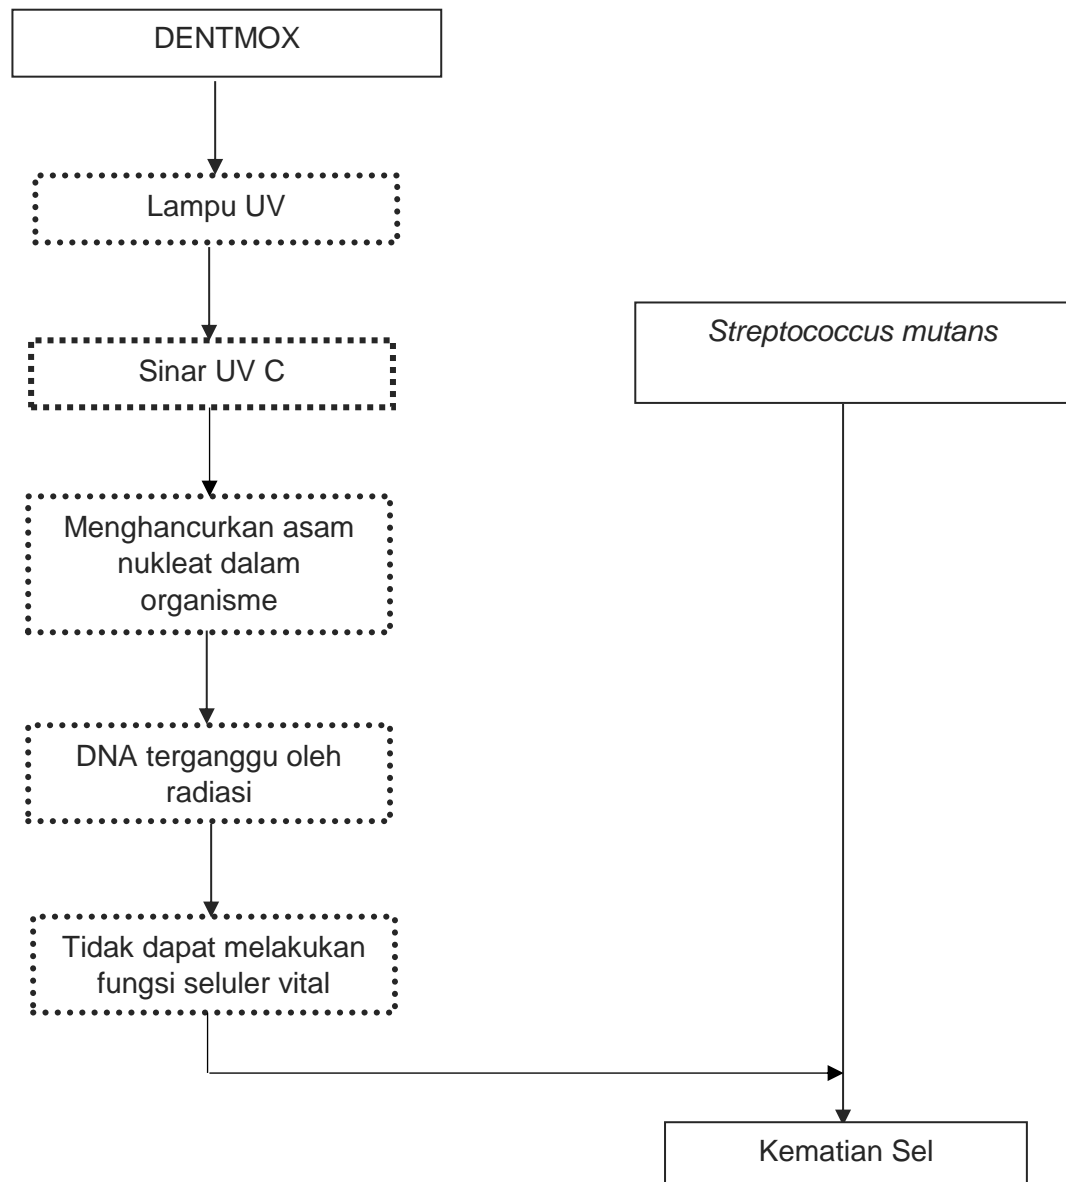 DENTMOX
Lampu UV
Sinar UV C
Streptococcus mutans
Menghancurkan asam
nukleat dalam
organisme
DNA terganggu oleh
radiasi
Tidak dapat melakukan
fungsi seluler vital
Kematian Sel